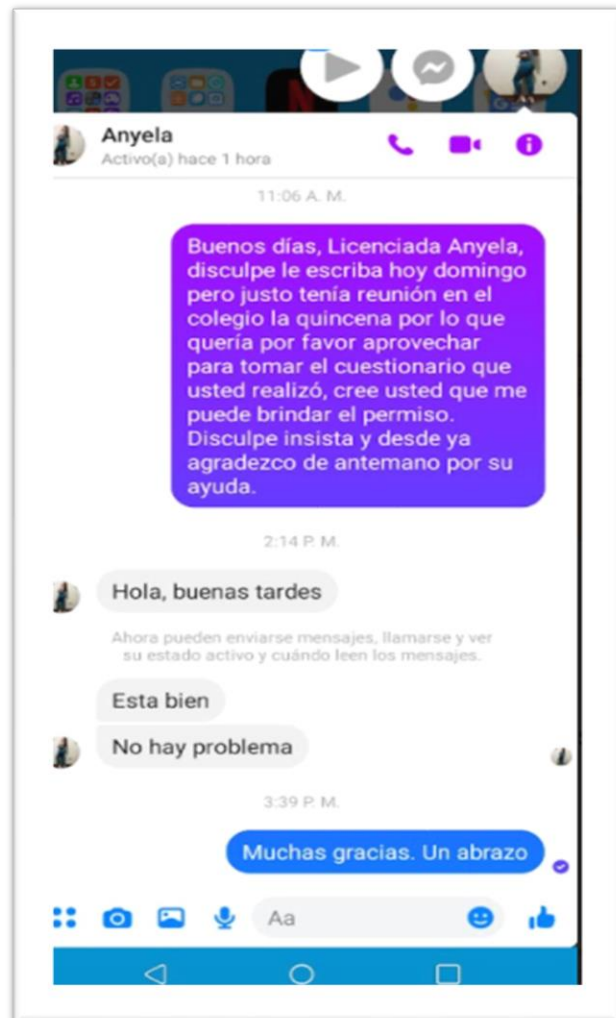 Anyela
Activo(a) hace 1 hora
11:06 A. M.
Buenos días, Licenciada Anyela,
disculpe le escriba hoy domingo
pero justo tenía reunión en el
colegio la quincena por lo que
quería por favor aprovechar
para tomar el cuestionario que
usted realizó, cree usted que me
puede brindar el permiso.
Disculpe insista y desde ya
agradezco de antemano por su
ayuda.
2:14 P. M.
Hola, buenas tardes
Ahora pueden enviarse mensajes, llamarse y ver
su estado activo y cuándo leen los mensajes.
Esta bien
No hay problema
3:39 P. M.
Muchas gracias. Un abrazo
Aa